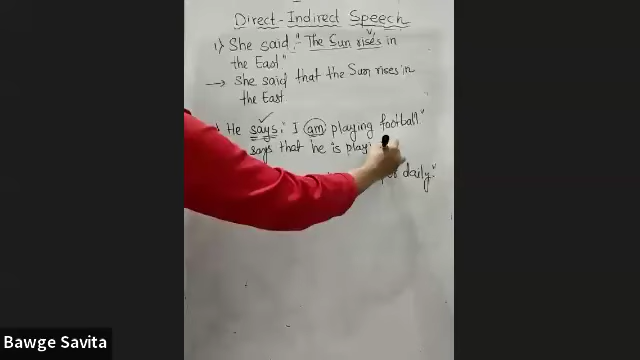 Direct-Indirect Speech
1) She said, "The Sun rises in
the East."
→ She said that the Sun rises in
the East
) He says, "I am playing football"
says that he is playi
daily."
Bawge Savita